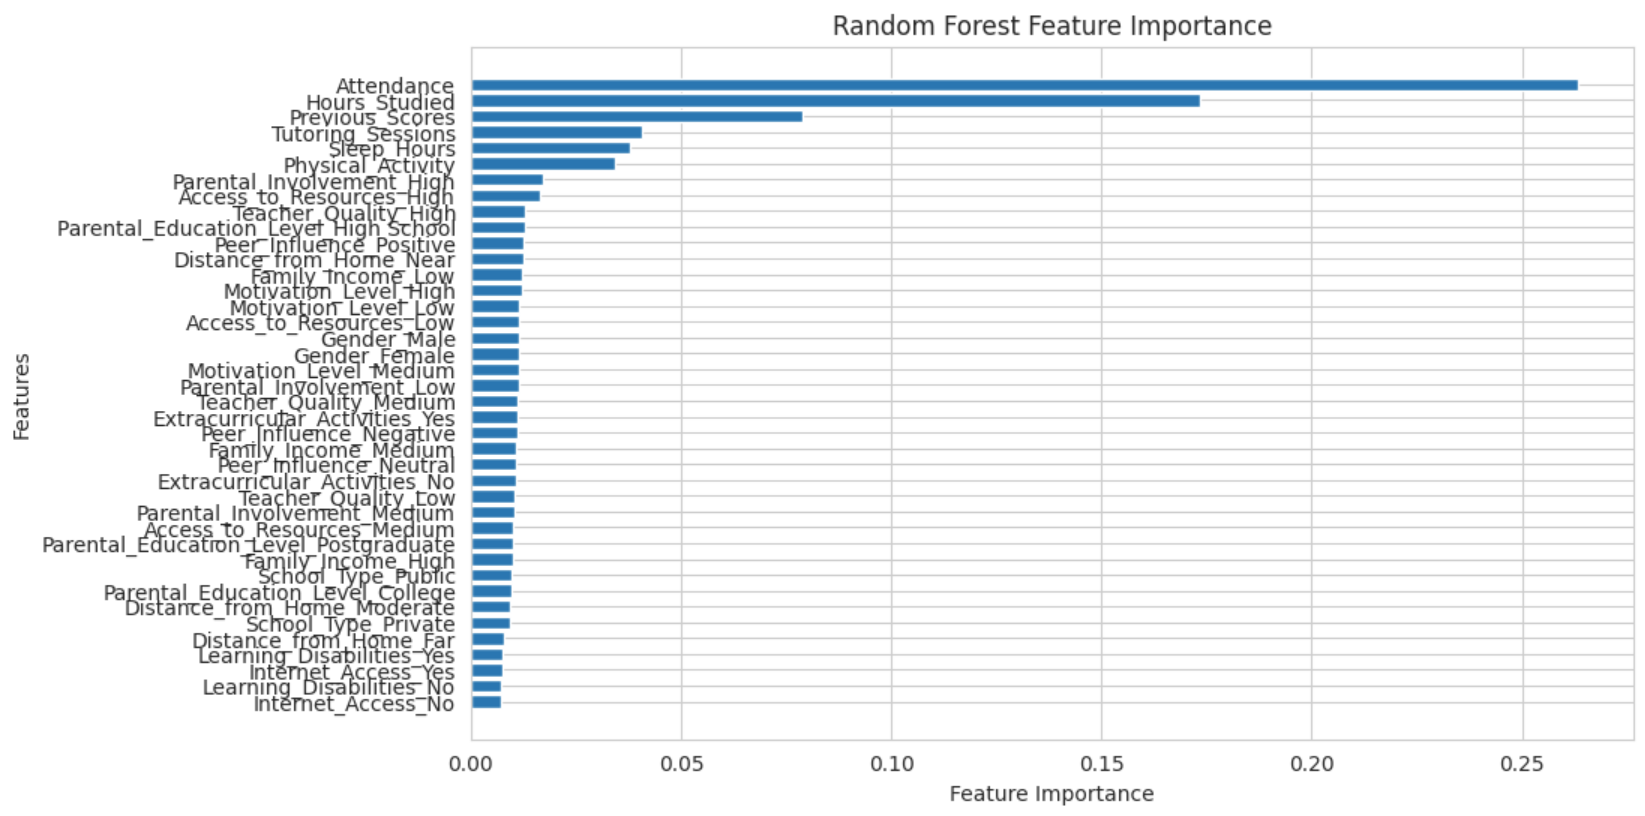 Random Forest Feature Importance
Attendance
Hours_Studied
Previous_Scores
Tutoring_Sessions
Sleep_Hours
Physical_Activity
Parental_Involvement_High
Access_to_Resources_High
Teacher_Quality_High
Parental_Education_Level_High School
Peer_Influence_Positive
Distance_from_Home_Near
Family_Income_Low
Motivation_Level_High
Motivation_Level_Low
Access_to_Resources_Low
Gender_Male
Gender_Female
Motivation_Level_Medium
Parental_Involvement_Low
Teacher_Quality_Medium
Extracurricular_Activities_Yes
Peer_Influence_Negative
Family_Income_Medium
Peer_Influence_Neutral
Extracurricular_Activities_No
Teacher_Quality_Low
Parental_Involvement_Medium
Access_to_Resources_Medium
Parental_Education_Level_Postgraduate
Family_Income_High
School_Type_Public
Parental_Education_Level_College
Distance_from_Home_Moderate
School_Type_Private
Distance_from_Home_Far
Learning_Disabilities_Yes
Internet_Access_Yes
Learning_Disabilities_No
Internet_Access_No
Features
0.00 0.05 0.10 0.15 0.20 0.25
Feature Importance